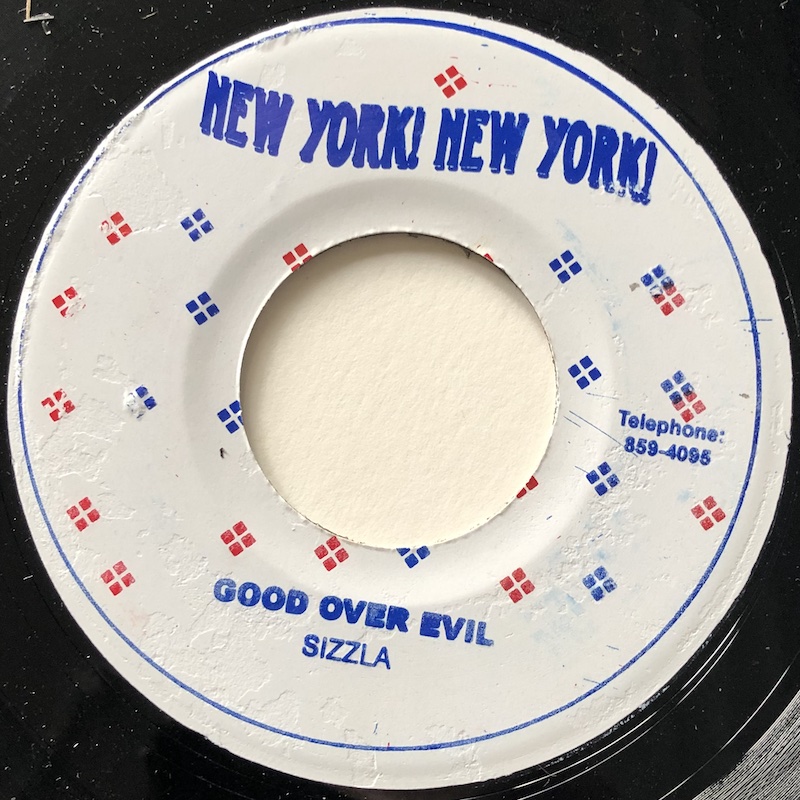 NEW YORK! NEW YORK!
Telephone:
859-4095
GOOD OVER EVIL
SIZZLA